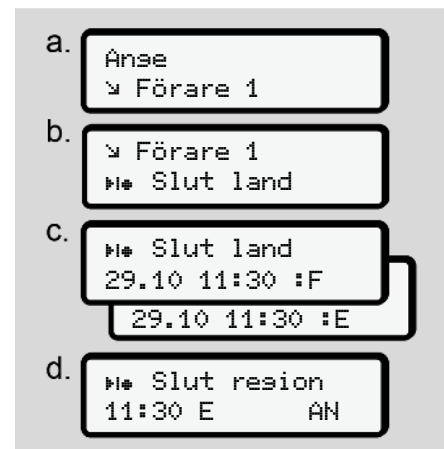 a.
Ange
Förare 1
b.
Förare 1
Slut land
c.
Slut land
29.10 11:30 :F
29.10 11:30 :E
d.
Slut region
11:30 E AN